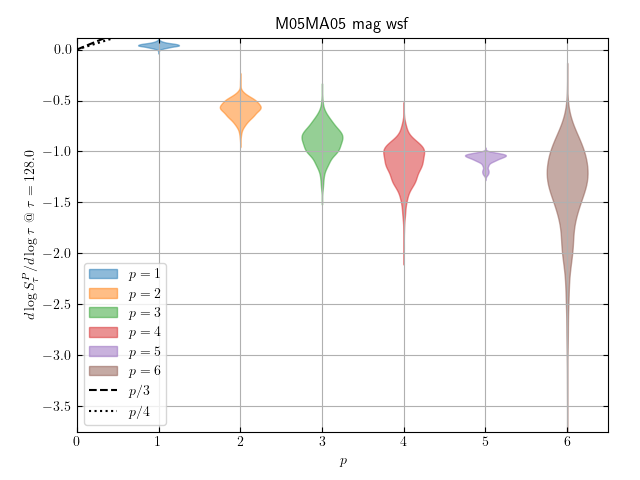 M05MA05 mag wsf
0.0
−0.5
−1.0
−1.5
−2.0
−2.5
−3.0
−3.5
d log S_τ^P / d log τ @ τ = 128.0
p = 1
p = 2
p = 3
p = 4
p = 5
p = 6
p/3
p/4
0 1 2 3 4 5 6
p